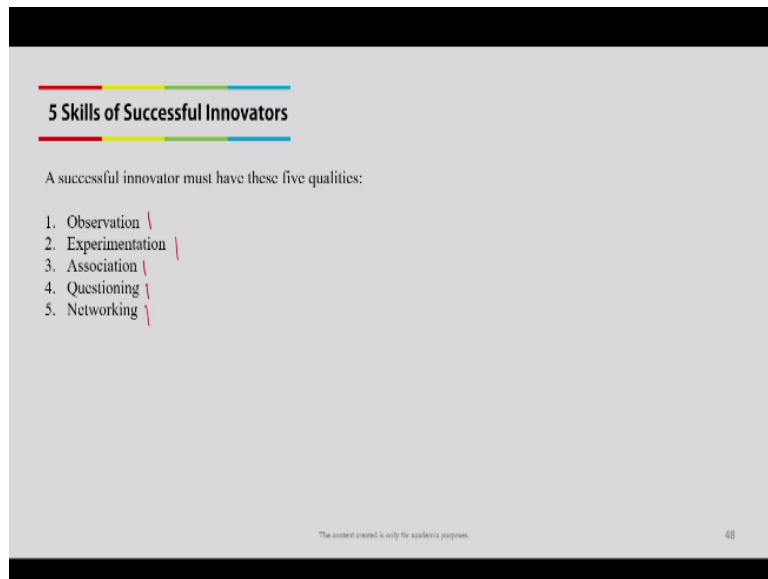 5 Skills of Successful Innovators
A successful innovator must have these five qualities:
1. Observation
2. Experimentation
3. Association
4. Questioning
5. Networking
The content created is only for academia purposes.
48